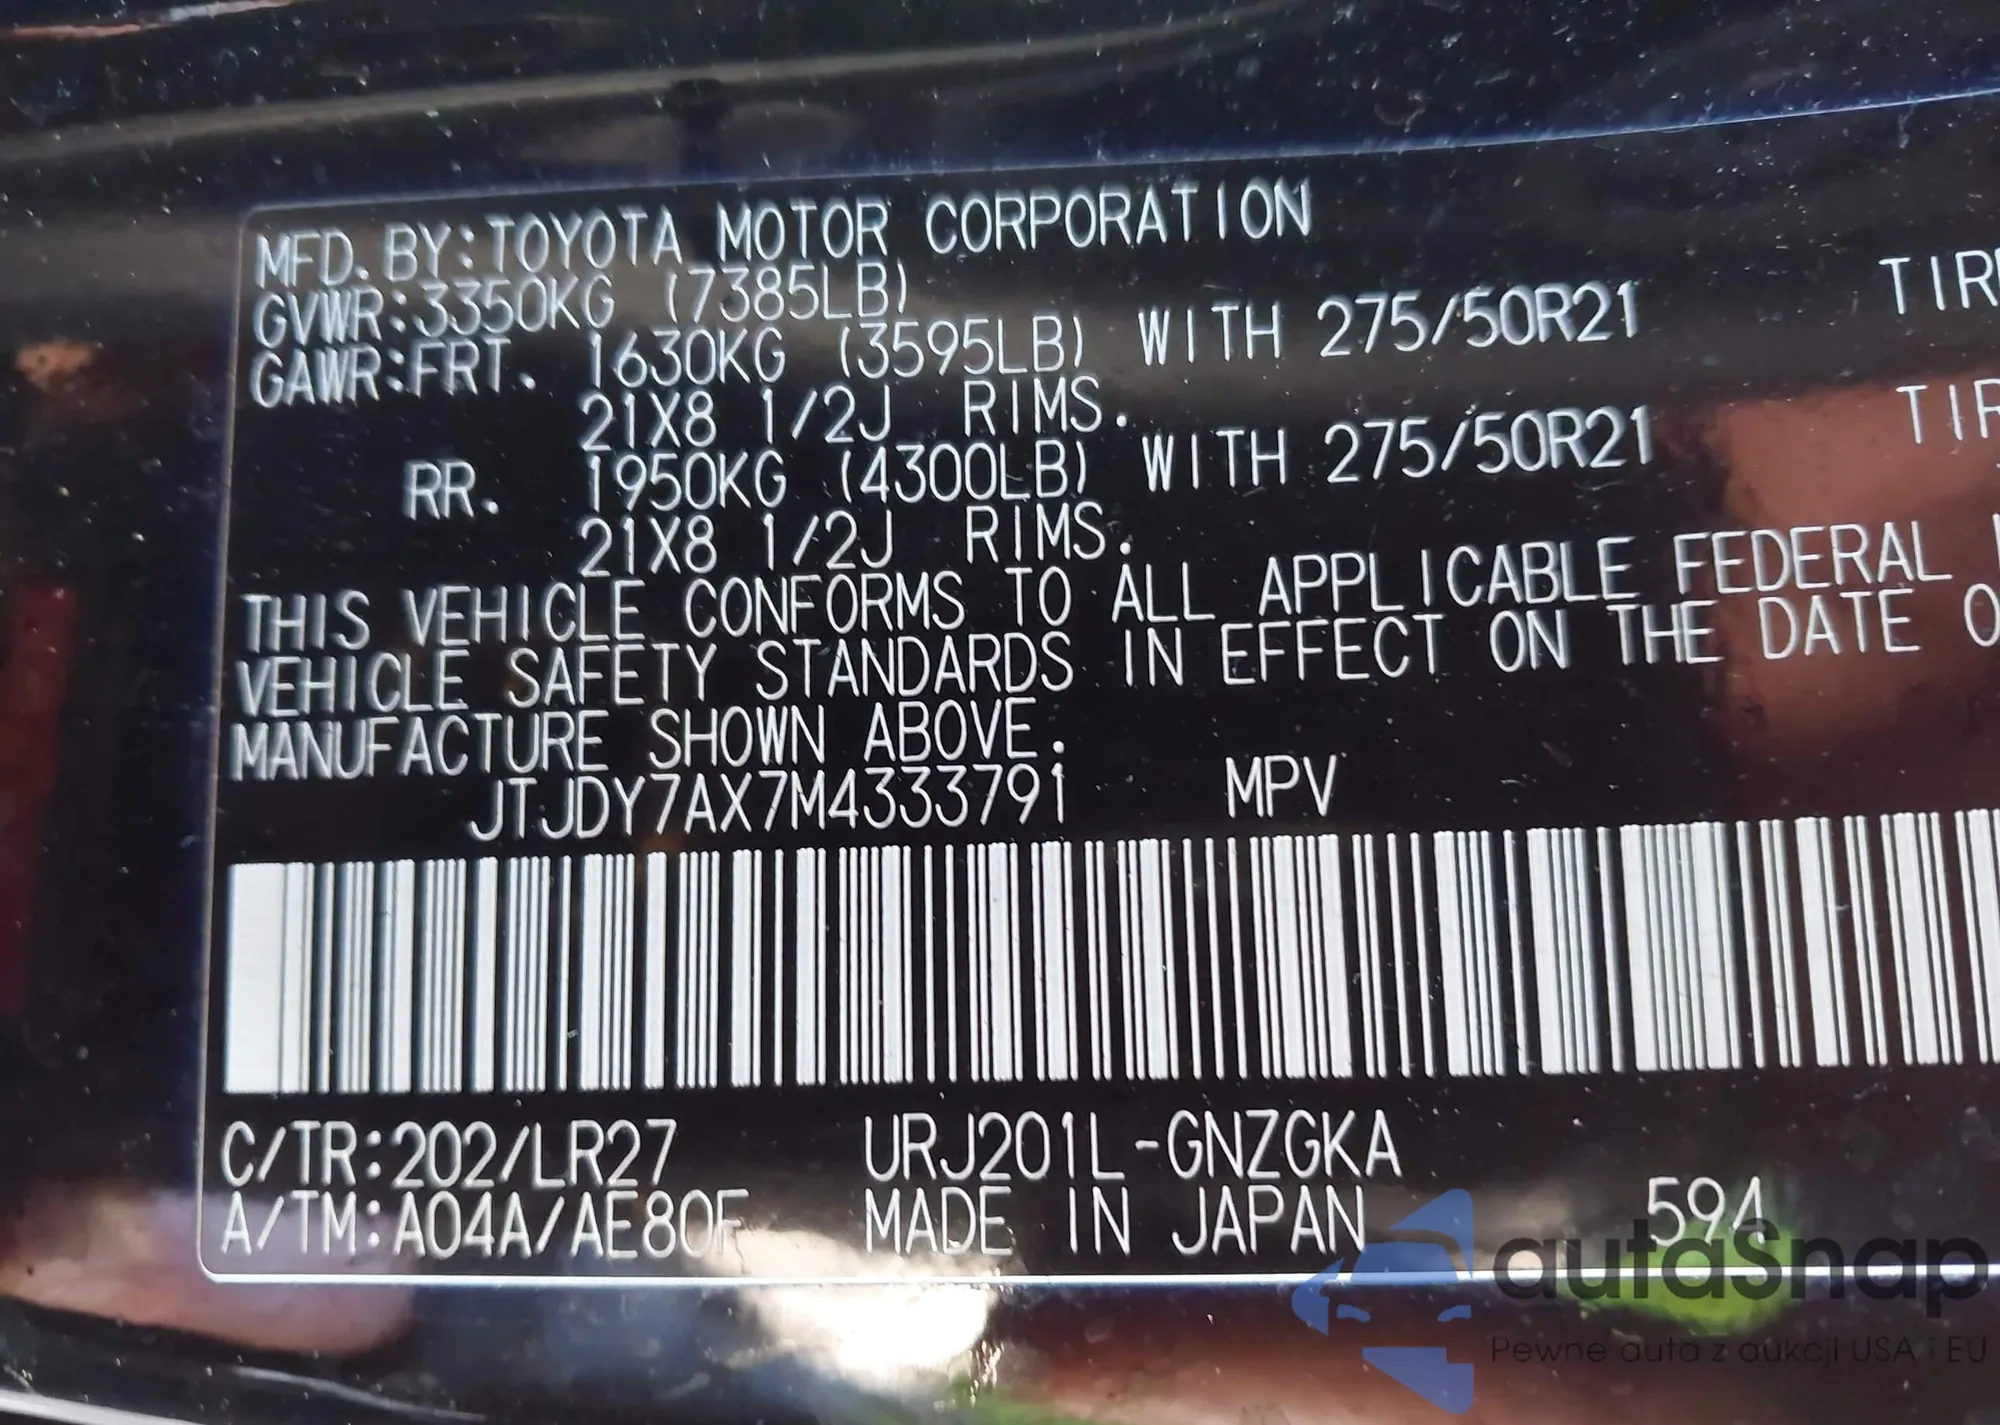 MFD. BY:TOYOTA MOTOR CORPORATION
GVWR:3350KG (7385LB)
GAWR:FRT. 1630KG (3595LB) WITH 275/50R21
21X8 1/2J RIMS.
RR. 1950KG (4300LB) WITH 275/50R21
21X8 1/2J RIMS.
THIS VEHICLE CONFORMS TO ALL APPLICABLE FEDERAL
VEHICLE SAFETY STANDARDS IN EFFECT ON THE DATE
MANUFACTURE SHOWN ABOVE.
JTJDY7AX7M4333791 MPV
C/TR:202/LR27 URJ201L-GNZGKA
A/TM:A04A/AE80F MADE IN JAPAN 594
autaSnap
Pewne auta z aukcji USA i EU